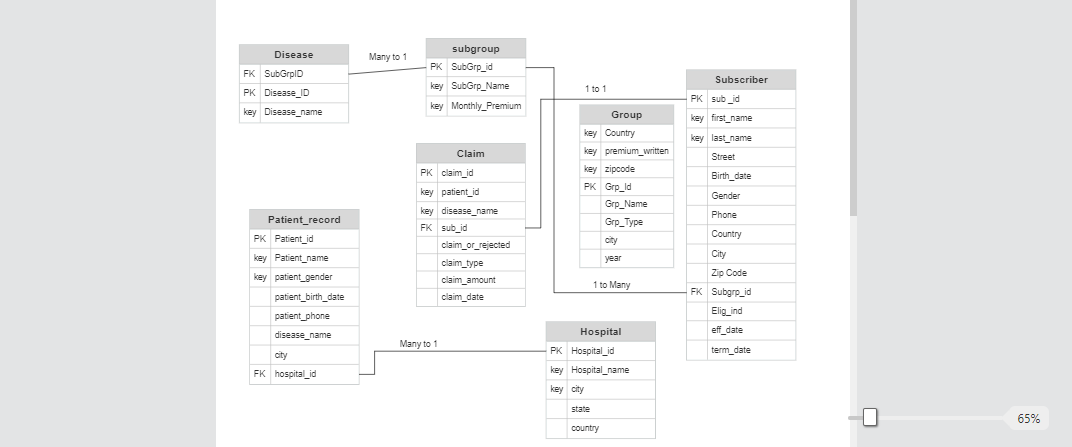 Disease
FK SubGrpID
PK Disease_ID
key Disease_name
Many to 1
subgroup
PK SubGrp_id
key SubGrp_Name
key Monthly_Premium
1 to 1
Subscriber
PK sub _id
key first_name
key last_name
Street
Birth_date
Gender
Phone
Country
City
Zip Code
FK Subgrp_id
Elig_ind
eff_date
term_date
Group
key Country
key premium_written
key zipcode
PK Grp_Id
Grp_Name
Grp_Type
city
year
Claim
PK claim_id
key patient_id
key disease_name
FK sub_id
claim_or_rejected
claim_type
claim_amount
claim_date
1 to Many
Patient_record
PK Patient_id
key Patient_name
key patient_gender
patient_birth_date
patient_phone
disease_name
city
FK hospital_id
Many to 1
Hospital
PK Hospital_id
key Hospital_name
key city
state
country
65%